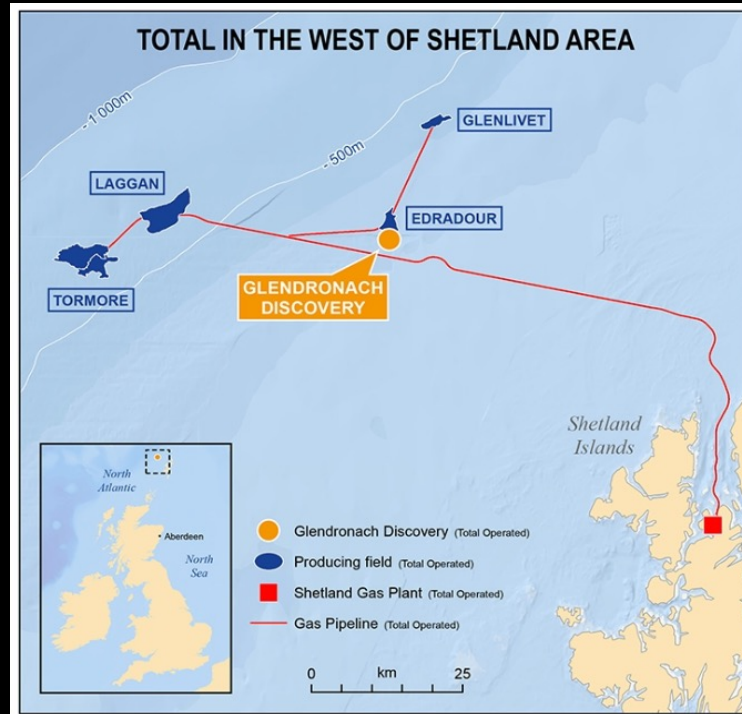 TOTAL IN THE WEST OF SHETLAND AREA
- 1 000m
- 500m
GLENLIVET
LAGGAN
EDRADOUR
TORMORE
GLENDRONACH
DISCOVERY
Shetland
Islands
North
Atlantic
Aberdeen
North
Sea
Glendronach Discovery (Total Operated)
Producing field (Total Operated)
Shetland Gas Plant (Total Operated)
Gas Pipeline (Total Operated)
0 km 25